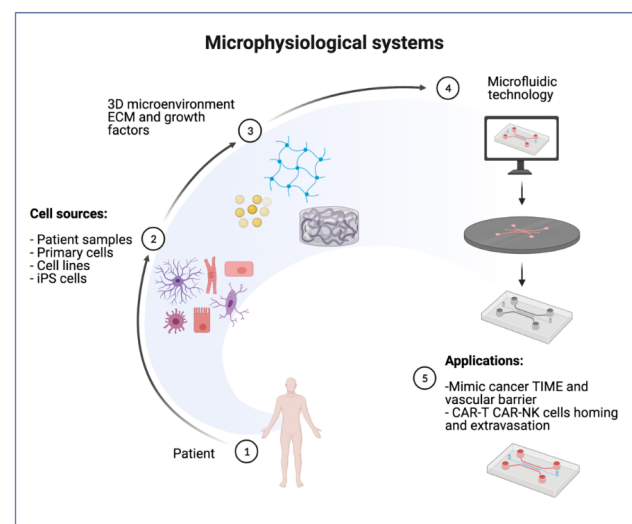 Microphysiological systems
4
Microfluidic
technology
3D microenvironment
ECM and growth
factors
3
Cell sources:
- Patient samples
- Primary cells
- Cell lines
- iPS cells
2
Applications:
5
-Mimic cancer TIME and
vascular barrier
- CAR-T CAR-NK cells homing
and extravasation
Patient
1